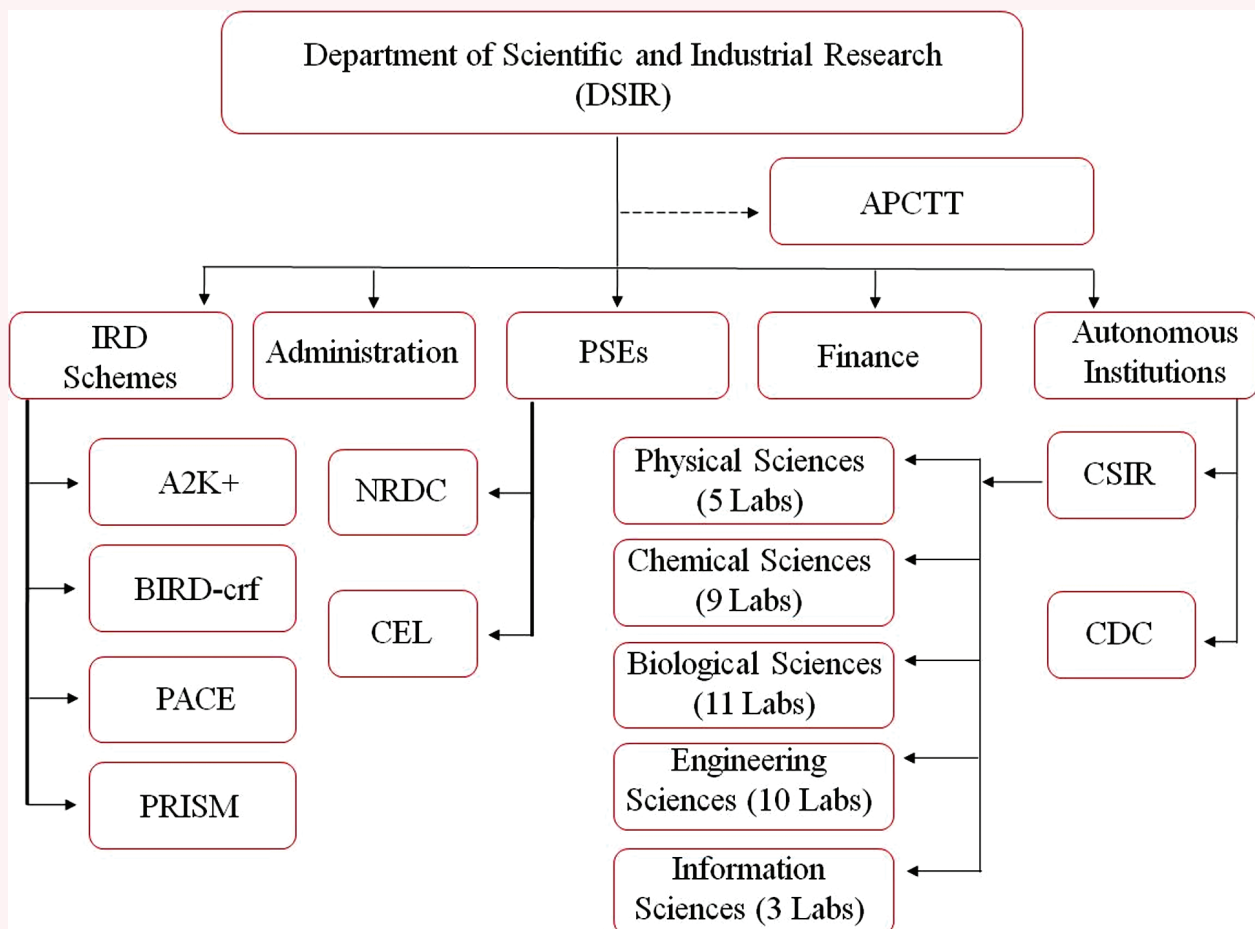 Department of Scientific and Industrial Research
(DSIR)
APCTT
IRD
Schemes
Administration
PSEs
Finance
Autonomous
Institutions
A2K+
BIRD-crf
PACE
PRISM
NRDC
CEL
Physical Sciences
(5 Labs)
Chemical Sciences
(9 Labs)
Biological Sciences
(11 Labs)
Engineering
Sciences (10 Labs)
Information
Sciences (3 Labs)
CSIR
CDC